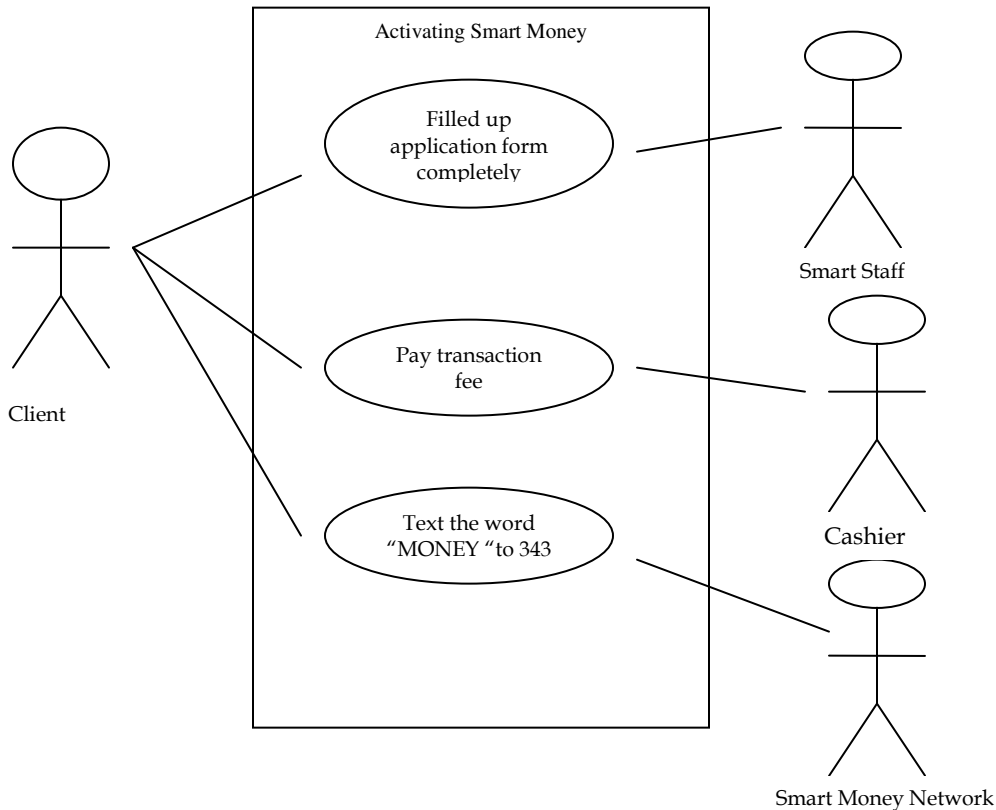 Activating Smart Money
Filled up
application form
completely
Smart Staff
Pay transaction
fee
Client
Text the word
“MONEY “to 343
Cashier
Smart Money Network